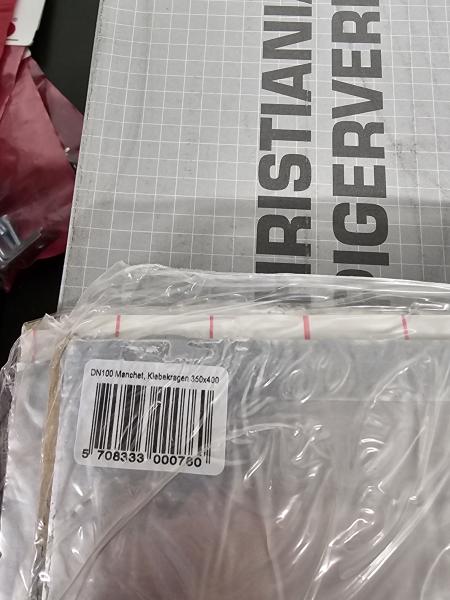 HRISTIANI
PIGERVER
DN100 Manchet, Klebekragen 350x400
5 708333 000760